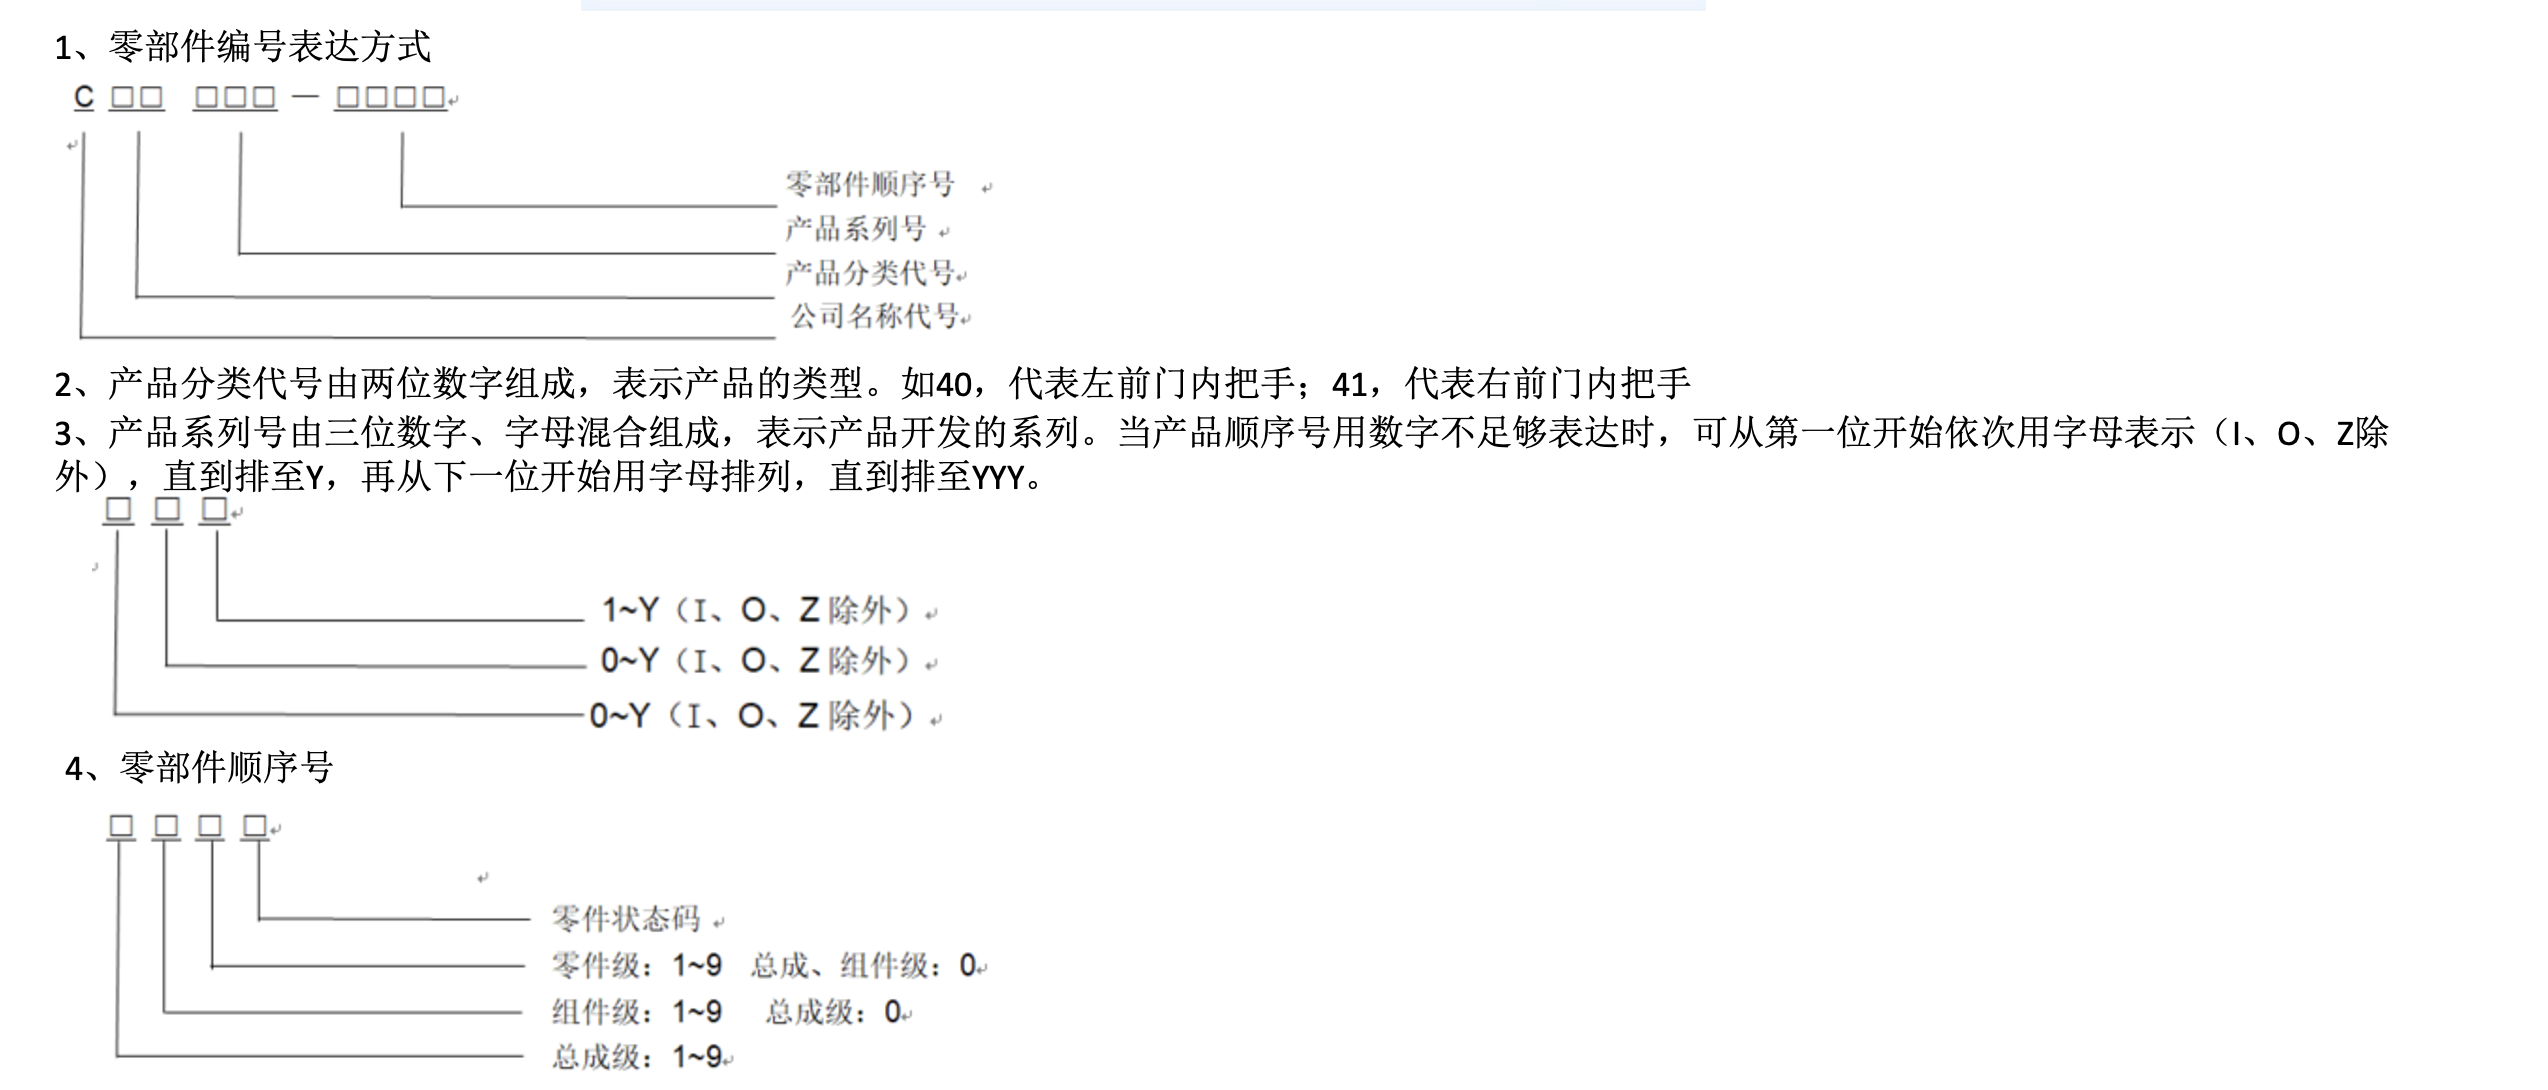 1、零部件编号表达方式
C □□ □□□ — □□□□
零部件顺序号
产品系列号
产品分类代号
公司名称代号
2、产品分类代号由两位数字组成，表示产品的类型。如40，代表左前门内把手；41，代表右前门内把手
3、产品系列号由三位数字、字母混合组成，表示产品开发的系列。当产品顺序号用数字不足够表达时，可从第一位开始依次用字母表示（I、O、Z除
外），直到排至Y，再从下一位开始用字母排列，直到排至YYY。
□ □ □
1~Y（I、O、Z 除外）
0~Y（I、O、Z 除外）
0~Y（I、O、Z 除外）
4、零部件顺序号
□ □ □ □
零件状态码
零件级：1~9 总成、组件级：0
组件级：1~9 总成级：0
总成级：1~9